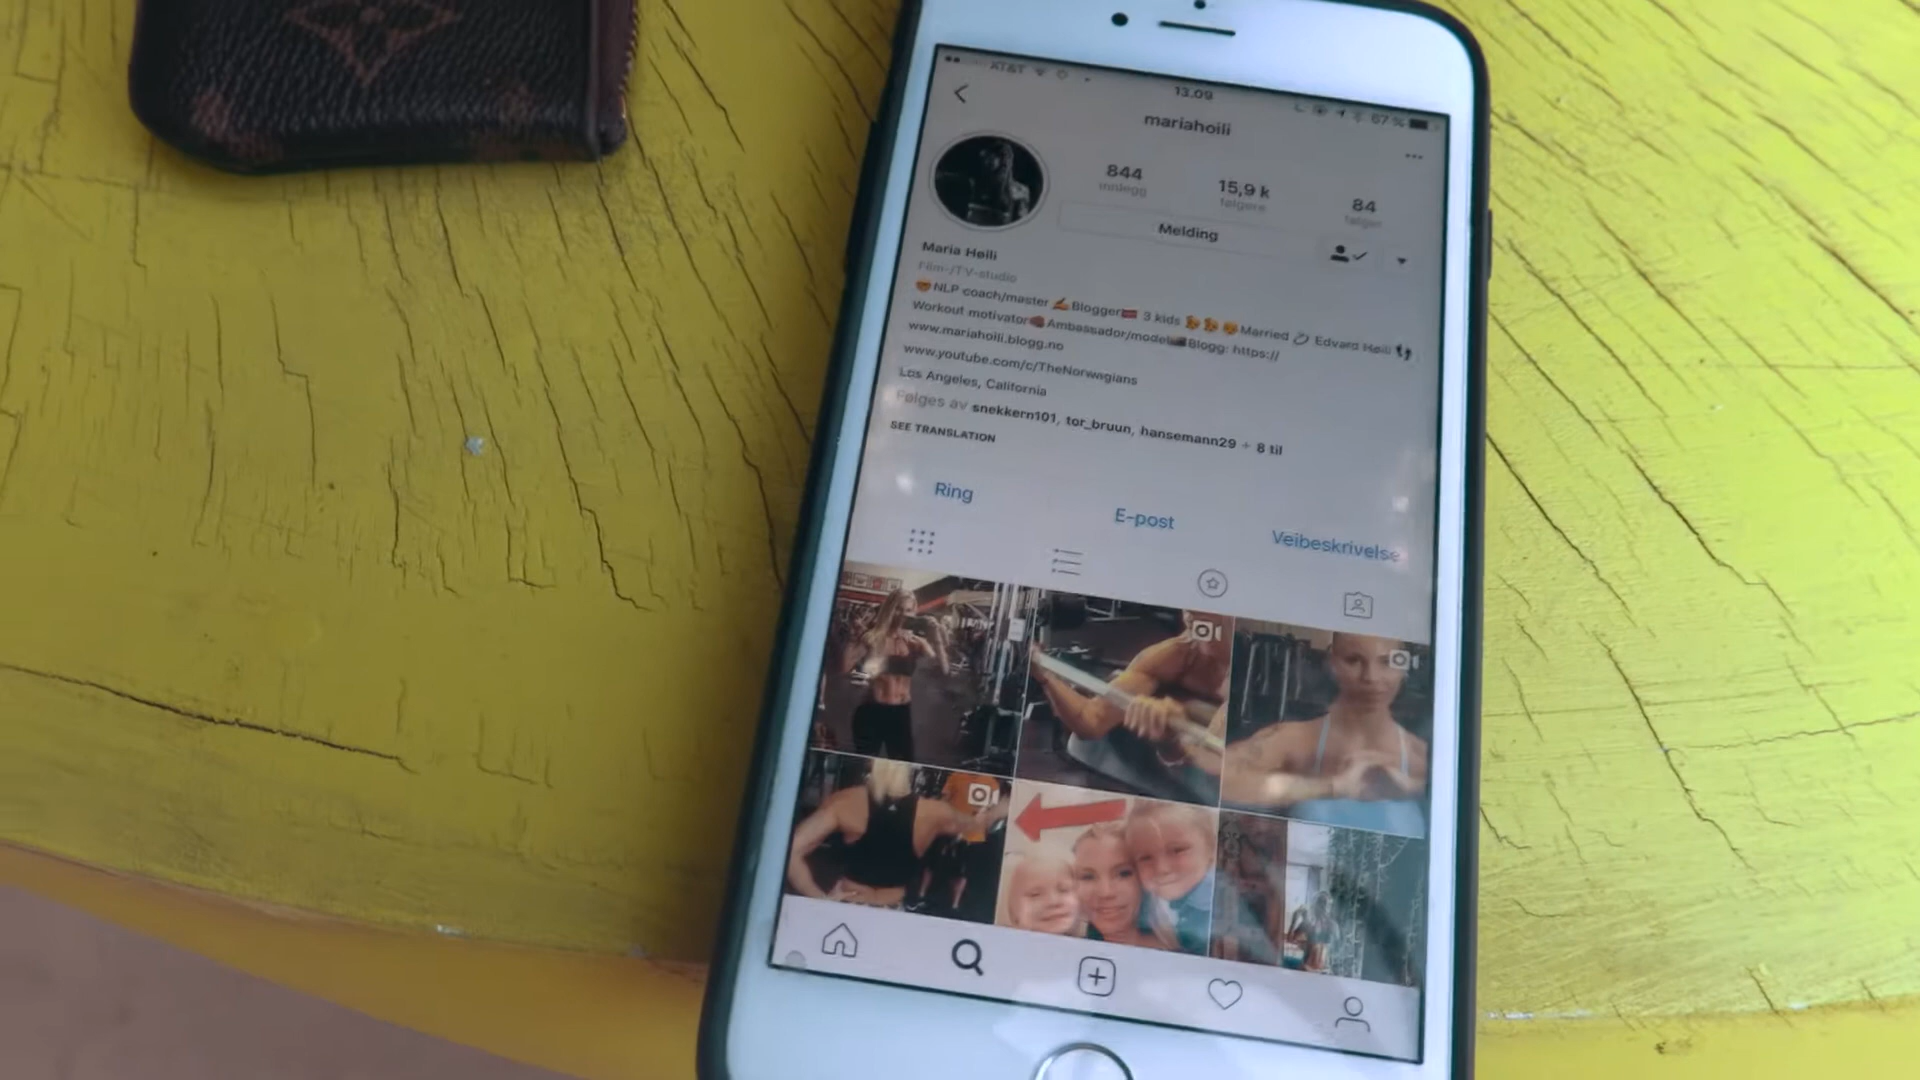 AT&T
13.09
67 %
mariahoili
844
innlegg
15,9 k
følgere
84
følger
Melding
Maria Høili
Film-/TV-studio
NLP coach/master Blogger 3 kids Married Edvard Høili
Workout motivator Ambassador/model Blogg: https://
www.mariahoili.blogg.no
www.youtube.com/c/TheNorwagians
Los Angeles, California
Følges av snekkern101, tor_bruun, hansemann29 + 8 til
SEE TRANSLATION
Ring
E-post
Veibeskrivelse